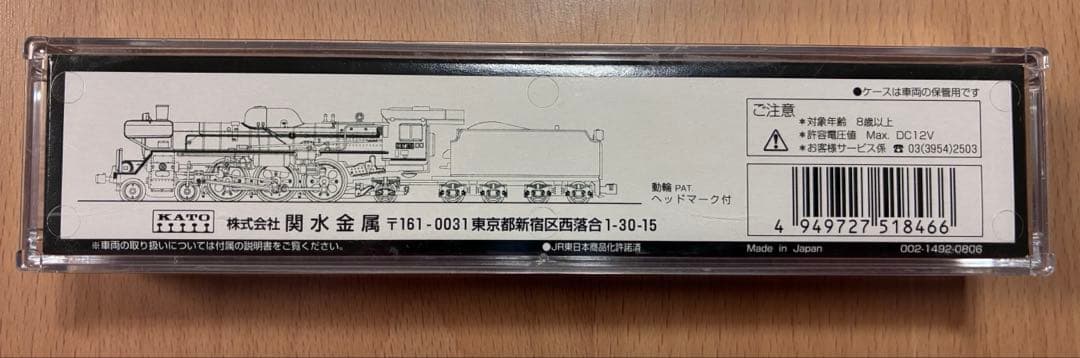 ●ケースは車両の保管用です
ご注意
*対象年齢 8歳以上
*許容電圧値 Max. DC12V
*お客様サービス係 ☎ 03(3954)2503
動輪 PAT.
ヘッドマーク付
KATO
株式会社 関水金属 〒161-0031 東京都新宿区西落合1-30-15
4 949727 518466
※車両の取り扱いについては付属の説明書をご覧ください。
●JR東日本商品化許諾済
Made in Japan
002-1492-0806